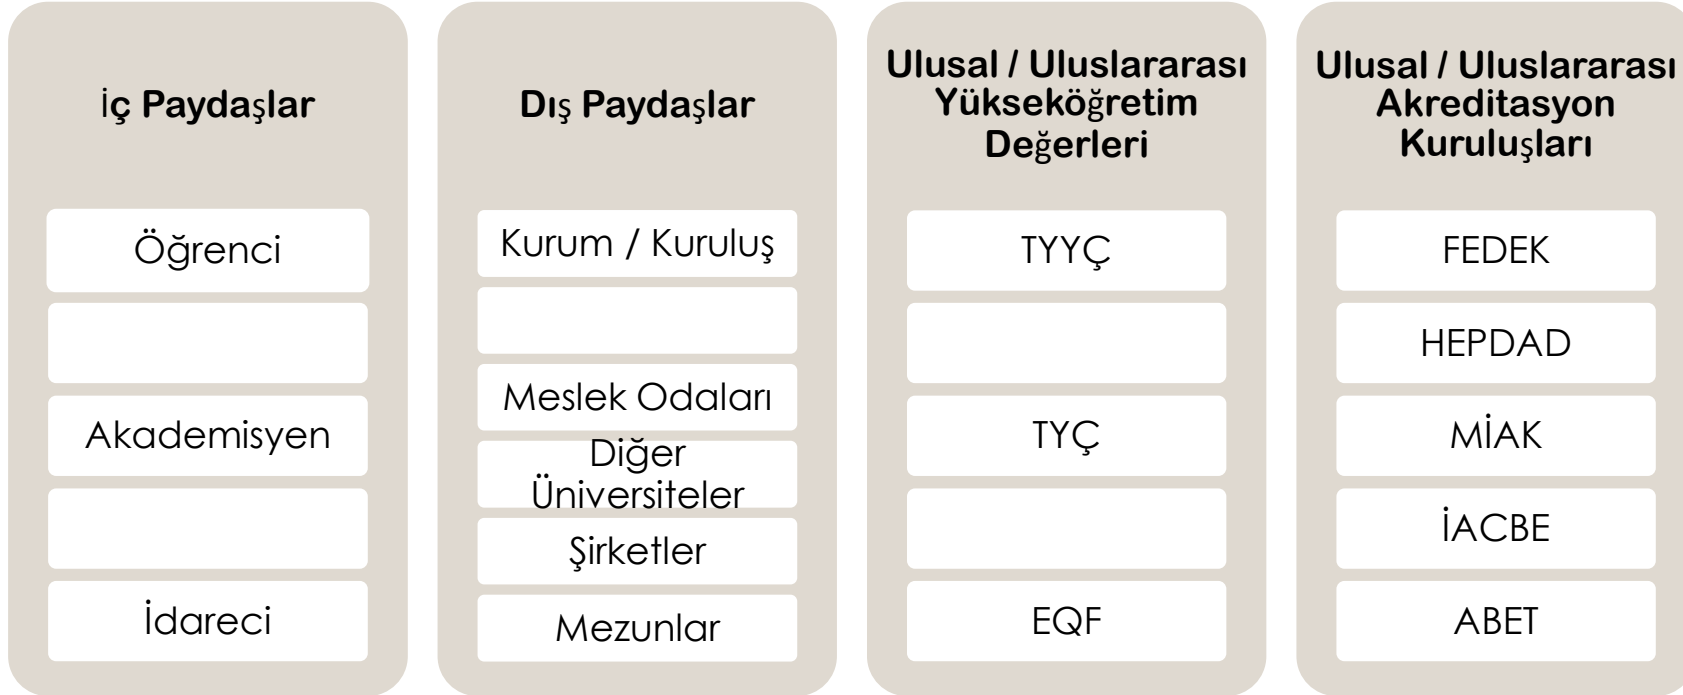 İç Paydaşlar
Öğrenci
Akademisyen
İdareci
Dış Paydaşlar
Kurum / Kuruluş
Meslek Odaları
Diğer
Üniversiteler
Şirketler
Mezunlar
Ulusal / Uluslararası
Yükseköğretim
Değerleri
TYYÇ
TYÇ
EQF
Ulusal / Uluslararası
Akreditasyon
Kuruluşları
FEDEK
HEPDAD
MİAK
İACBE
ABET